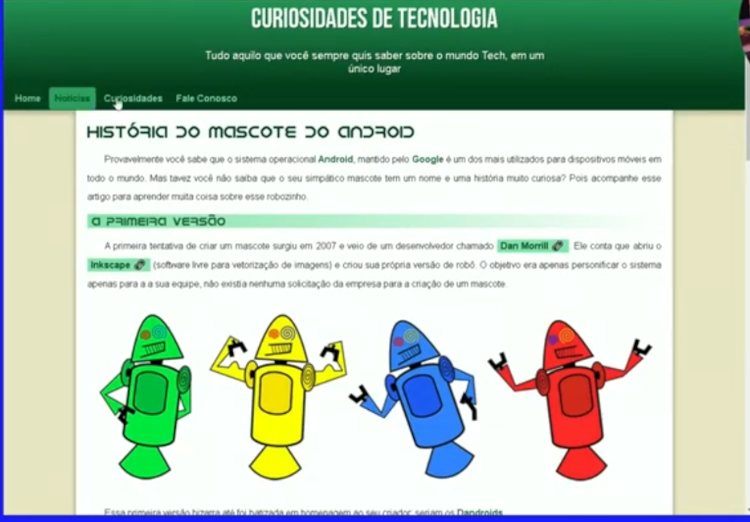 CURIOSIDADES DE TECNOLOGIA
Tudo aquilo que você sempre quis saber sobre o mundo Tech, em um
único lugar
Home Notícias Curiosidades Fale Conosco
HISTÓRIA DO MASCOTE DO ANDROID
Provavelmente você sabe que o sistema operacional Android, mantido pelo Google é um dos mais utilizados para dispositivos móveis em
todo o mundo. Mas tavez você não saiba que o seu simpático mascote tem um nome e uma história muito curiosa? Pois acompanhe esse
artigo para aprender muita coisa sobre esse robozinho.
A PRIMEIRA VERSÃO
A primeira tentativa de criar um mascote surgiu em 2007 e veio de um desenvolvedor chamado Dan Morrill. Ele conta que abriu o
Inkscape (software livre para vetorização de imagens) e criou sua própria versão de robô. O objetivo era apenas personificar o sistema
apenas para a a sua equipe, não existia nenhuma solicitação da empresa para a criação de um mascote.
Essa primeira versão bizarra até foi batizada em homenagem ao seu criador: seriam os Dandroids